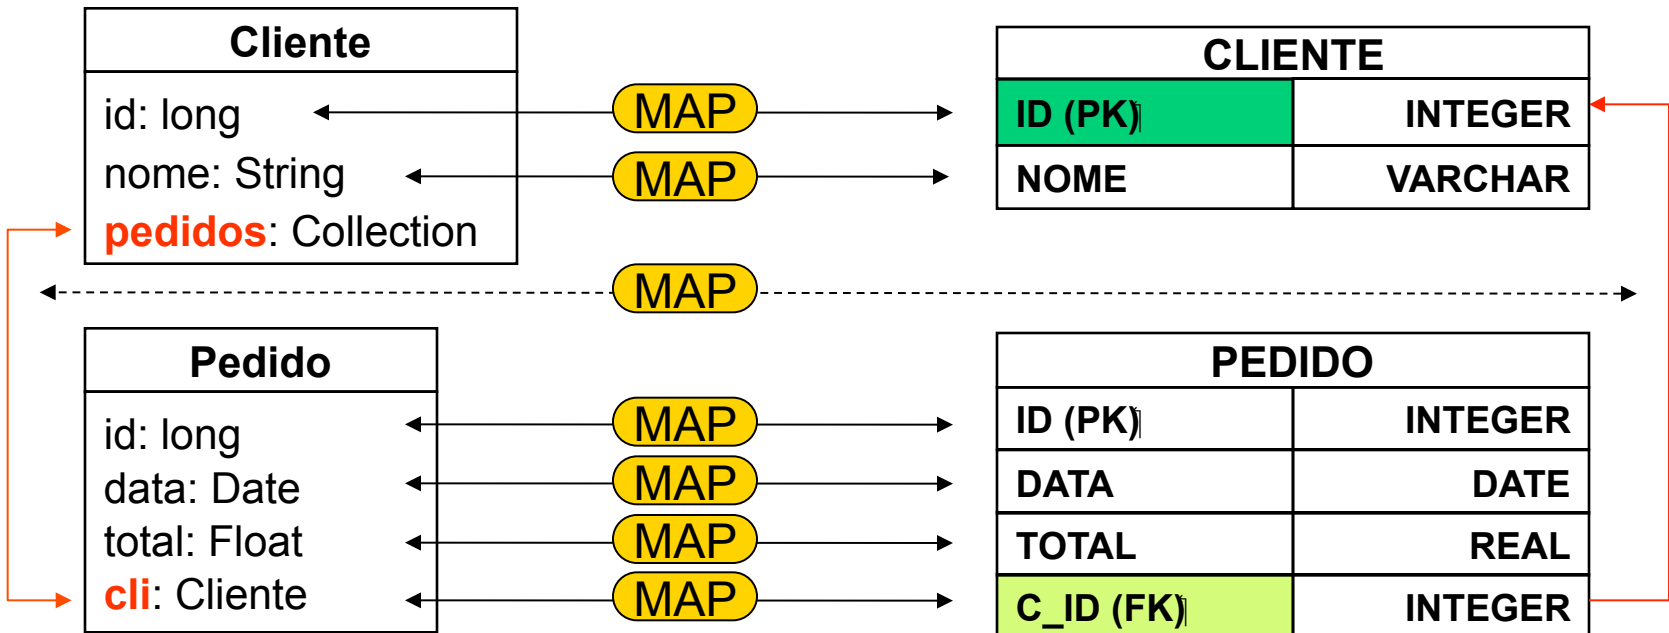 Cliente
CLIENTE
id: long
MAP
ID (PK)
INTEGER
nome: String
MAP
NOME
VARCHAR
pedidos: Collection
MAP
Pedido
PEDIDO
id: long
MAP
ID (PK)
INTEGER
data: Date
MAP
DATA
DATE
total: Float
MAP
TOTAL
REAL
cli: Cliente
MAP
C_ID (FK)
INTEGER